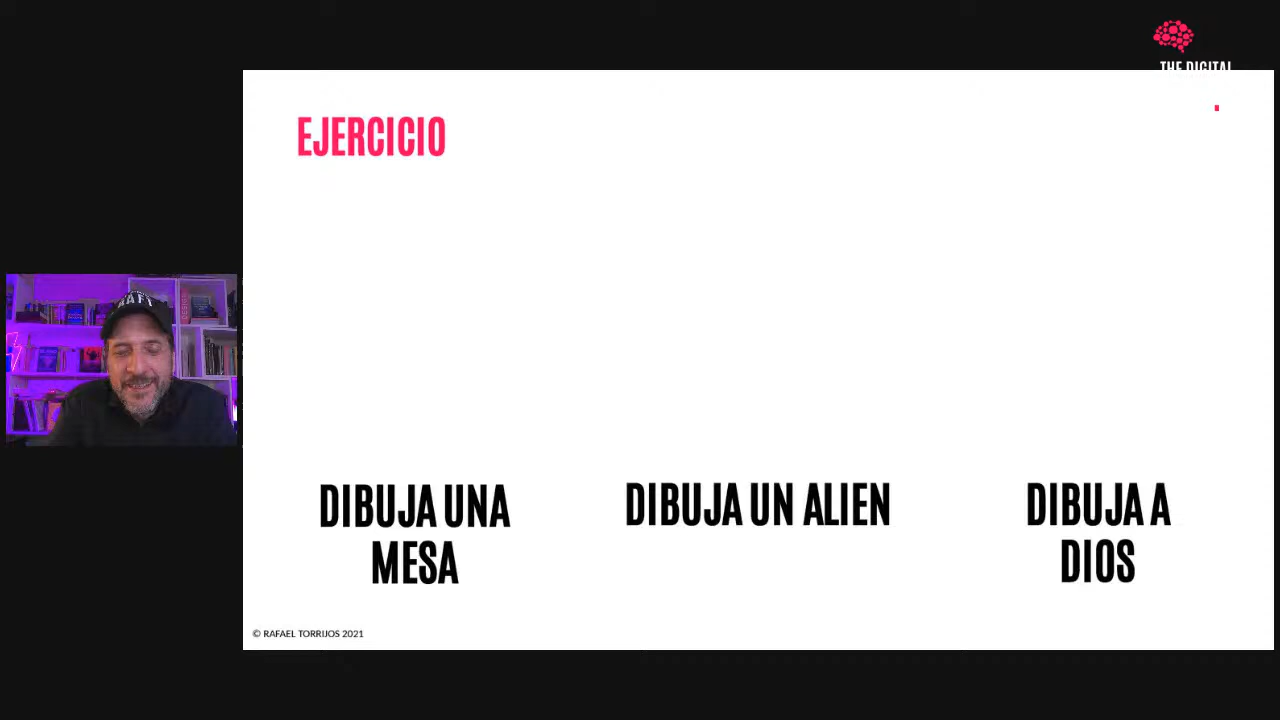 THE DIGITAL
EJERCICIO
DIBUJA UNA
MESA
DIBUJA UN ALIEN
DIBUJA A
DIOS
© RAFAEL TORRIJOS 2021